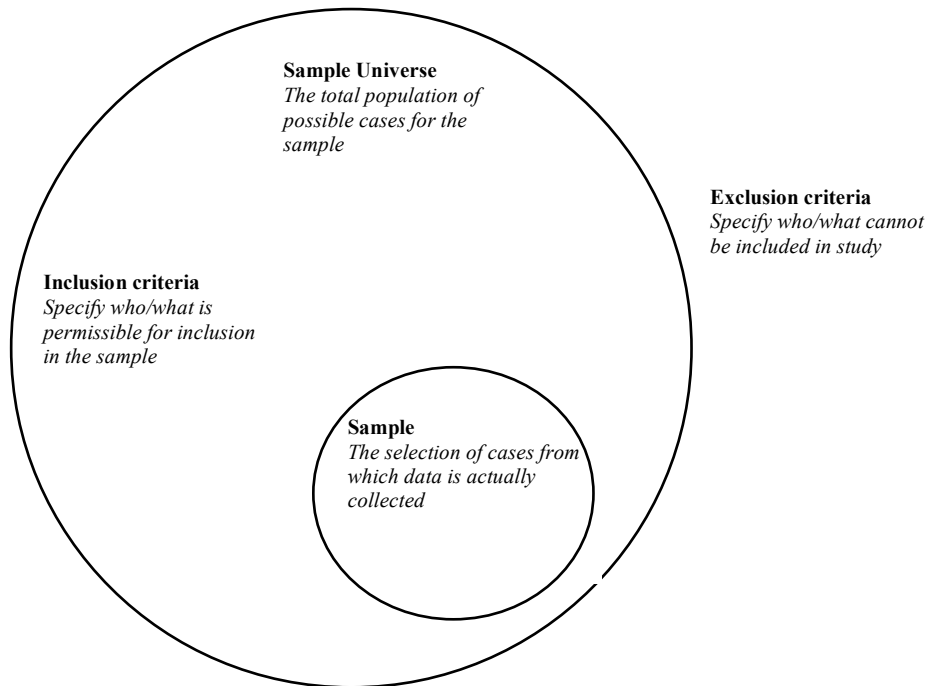 Sample Universe
The total population of
possible cases for the
sample
Exclusion criteria
Specify who/what cannot
be included in study
Inclusion criteria
Specify who/what is
permissible for inclusion
in the sample
Sample
The selection of cases from
which data is actually
collected